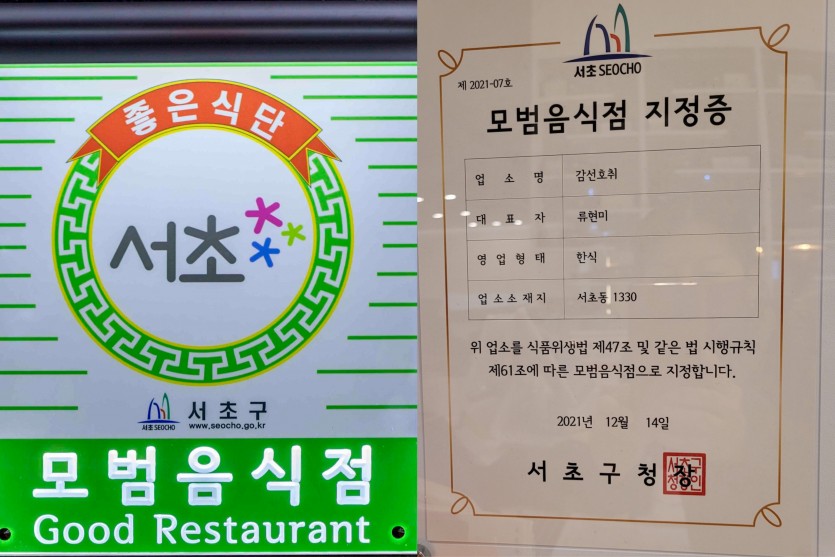 좋은식단
서초
서초 SEOCHO
서초구
www.seocho.go.kr
모범음식점
Good Restaurant
서초 SEOCHO
제 2021-07호
모범음식점 지정증
업소명 감선호취
대표자 류현미
영업형태 한식
업소소재지 서초동 1330
위 업소를 식품위생법 제47조 및 같은 법 시행규칙
제61조에 따른 모범음식점으로 지정합니다.
2021년 12월 14일
서초구청장
서초구
청장인